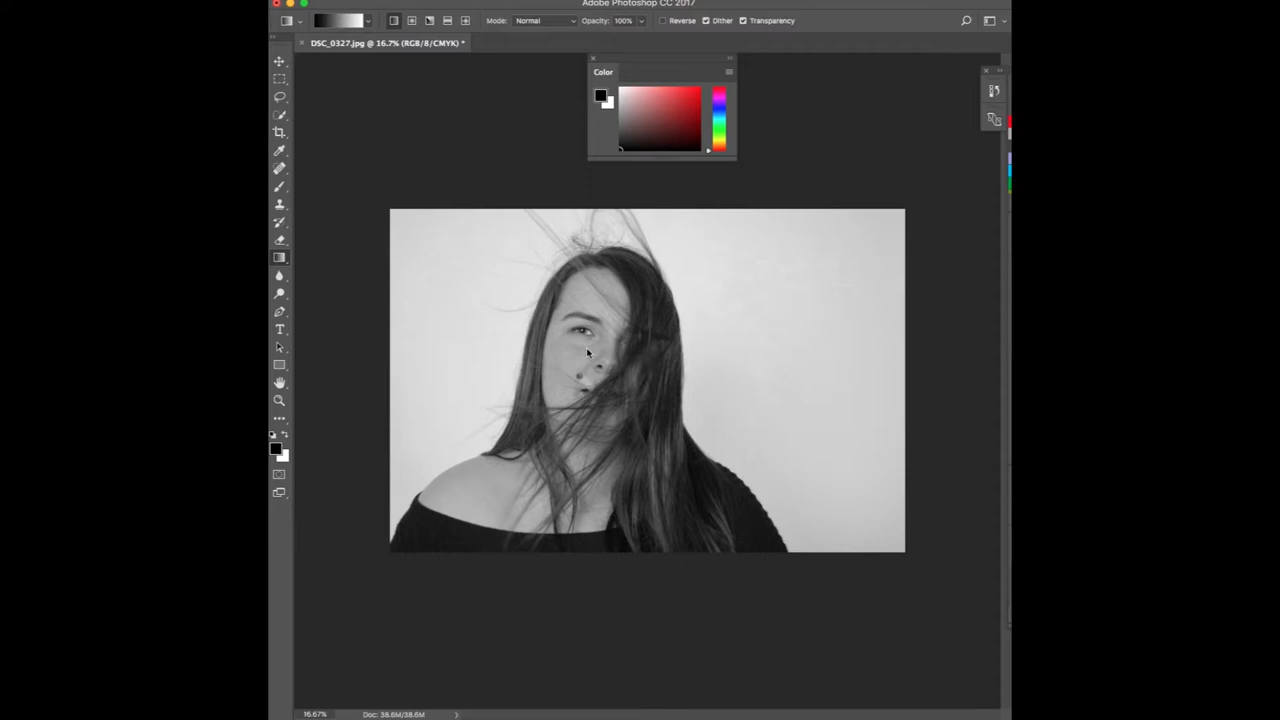 Adobe Photoshop CC 2017
Mode: Normal Opacity: 100% Reverse Dither Transparency
DSC_0327.jpg @ 16.7% (RGB/8/CMYK) *
Color
T
16.67% Doc: 38.6M/38.6M